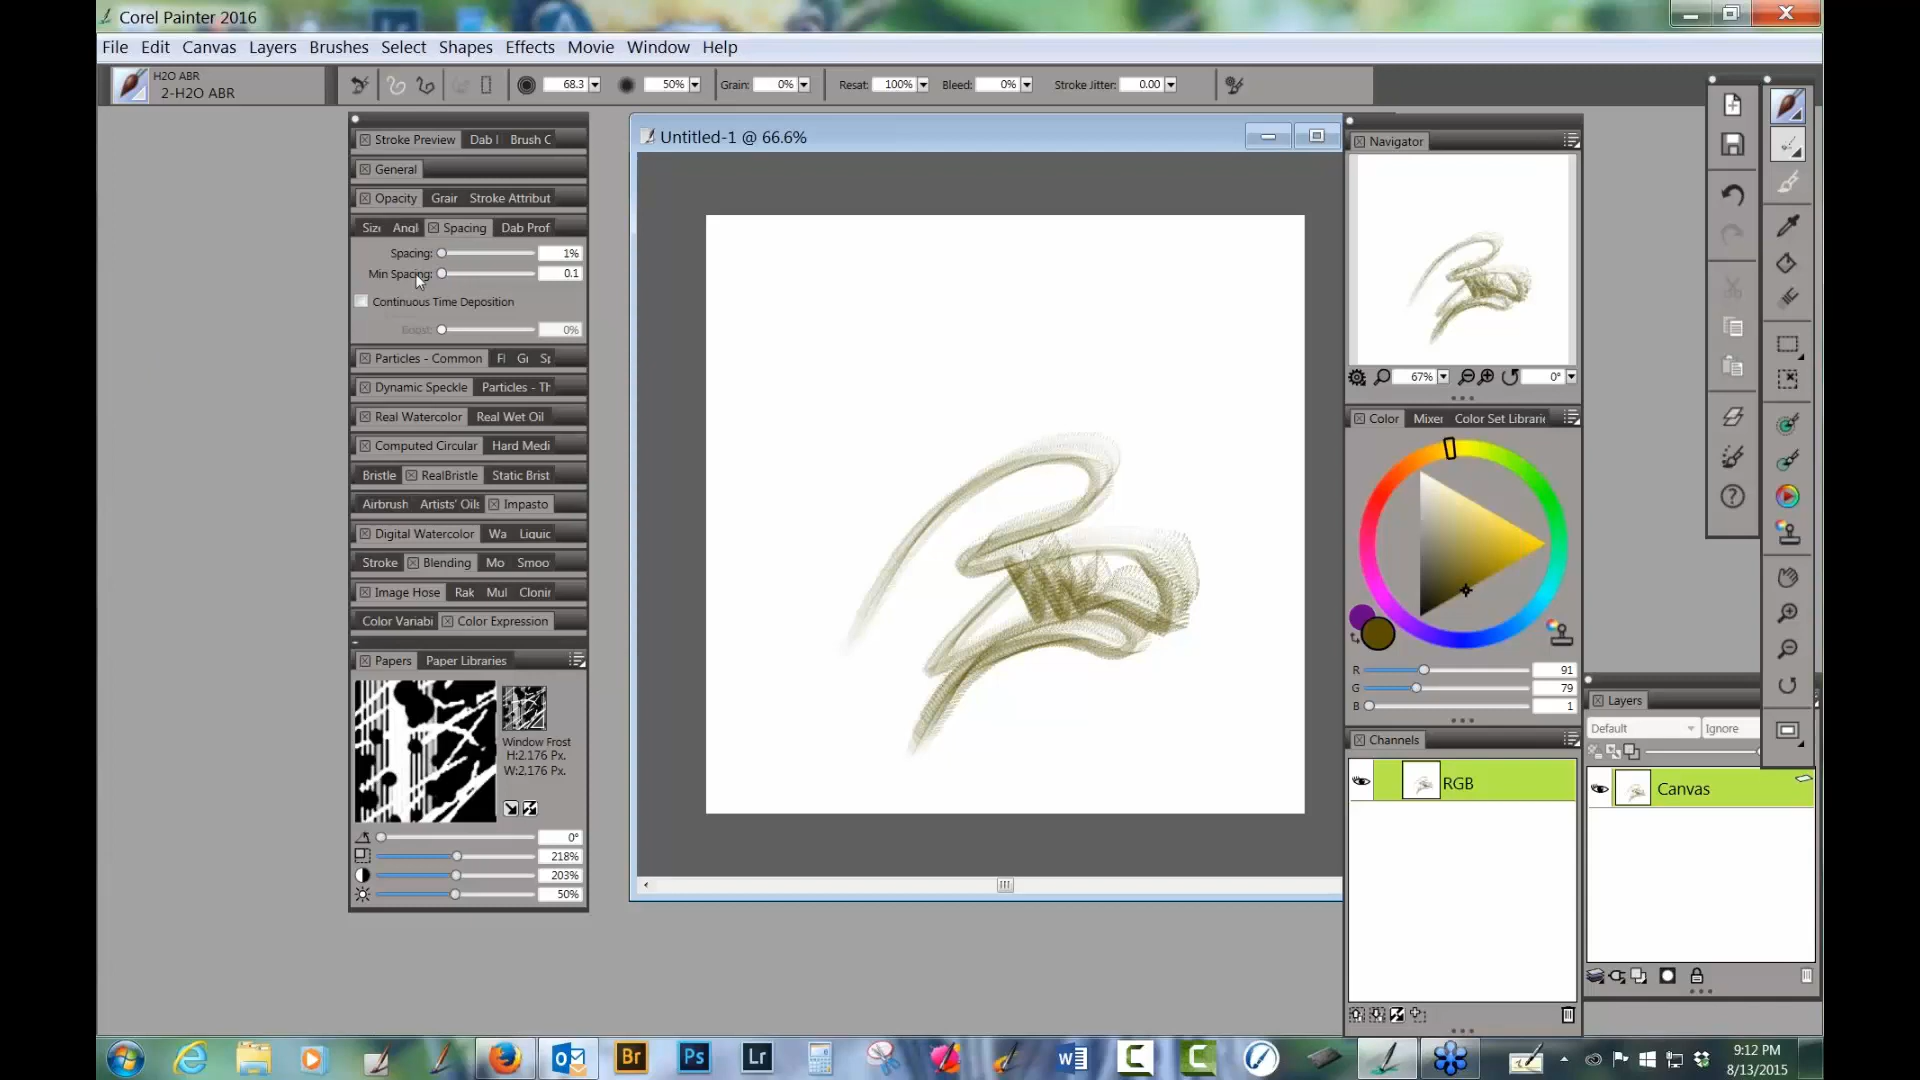 Corel Painter 2016
File Edit Canvas Layers Brushes Select Shapes Effects Movie Window Help
H2O ABR
2-H2O ABR
68.3 50% Grain: 0% Resat: 100% Bleed: 0% Stroke Jitter: 0.00
Stroke Preview Dab I Brush C
General
Opacity Grair Stroke Attribut
Siz Angl Spacing Dab Prof
Spacing: 1%
Min Spacing: 0.1
Continuous Time Deposition
Boost: 0%
Particles - Common Fl Gr Sp
Dynamic Speckle Particles - Th
Real Watercolor Real Wet Oil
Computed Circular Hard Medi
Bristle RealBristle Static Brist
Airbrush Artists' Oils Impasto
Digital Watercolor Wa Liquic
Stroke Blending Mo Smoo
Image Hose Rak Mul Clonir
Color Variabi Color Expression
Papers Paper Libraries
Window Frost
H:2.176 Px.
W:2.176 Px.
0°
218%
203%
50%
Untitled-1 @ 66.6%
Navigator
67% 0°
Color Mixer Color Set Librarie
R 91
G 79
B 1
Channels
RGB
Layers
Default Ignore
Canvas
Br Ps Lr
9:12 PM
8/13/2015